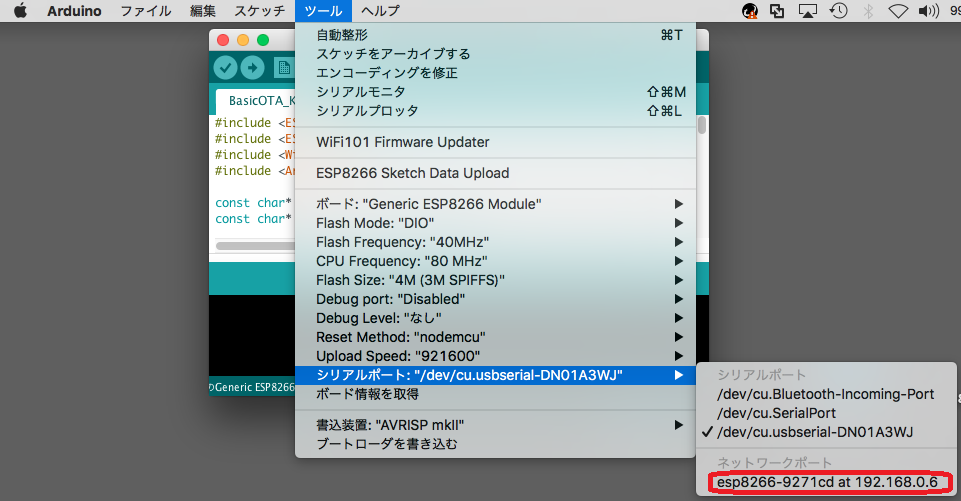 Arduino ファイル 編集 スケッチ ツール ヘルプ
自動整形 ⌘T
スケッチをアーカイブする
エンコーディングを修正
シリアルモニタ ⇧⌘M
シリアルプロッタ ⇧⌘L
WiFi101 Firmware Updater
ESP8266 Sketch Data Upload
ボード: "Generic ESP8266 Module"
Flash Mode: "DIO"
Flash Frequency: "40MHz"
CPU Frequency: "80 MHz"
Flash Size: "4M (3M SPIFFS)"
Debug port: "Disabled"
Debug Level: "なし"
Reset Method: "nodemcu"
Upload Speed: "921600"
シリアルポート: "/dev/cu.usbserial-DN01A3WJ"
ボード情報を取得
書込装置: "AVRISP mkII"
ブートローダを書き込む
BasicOTA_K
#include <ES
#include <ES
#include <Wi
#include <Ar
const char*
const char*
Generic ESP8266
シリアルポート
/dev/cu.Bluetooth-Incoming-Port
/dev/cu.SerialPort
✓ /dev/cu.usbserial-DN01A3WJ
ネットワークポート
esp8266-9271cd at 192.168.0.6